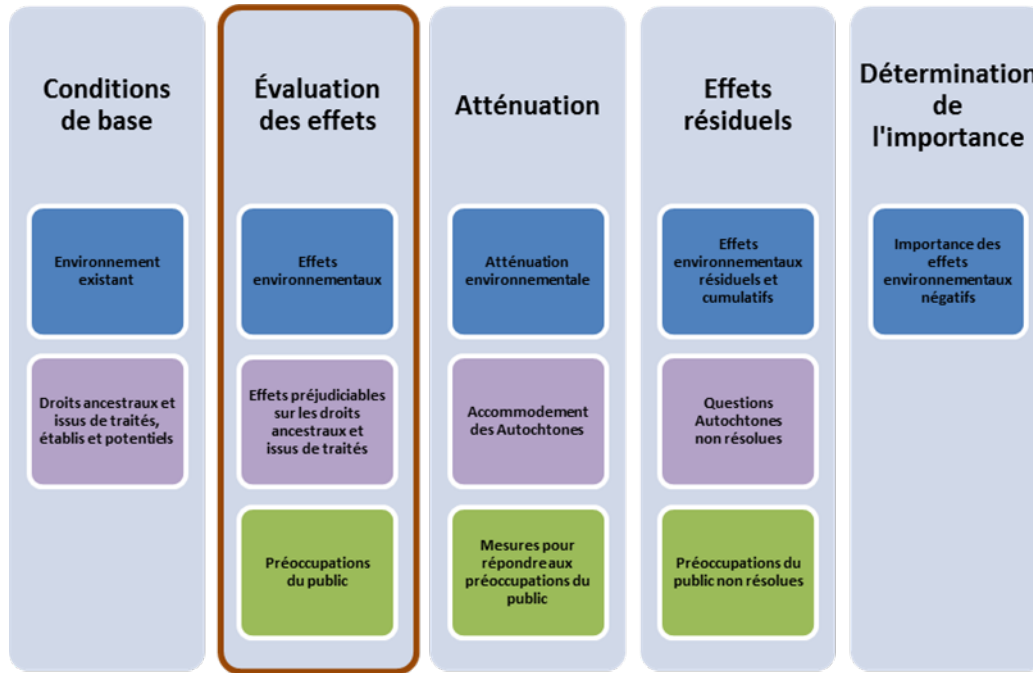 Conditions
de base
Environnement
existant
Droits ancestraux et
issus de traités,
établis et potentiels
Évaluation
des effets
Effets
environnementaux
Effets préjudiciables
sur les droits
ancestraux et
issus de traités
Préoccupations
du public
Atténuation
Atténuation
environnementale
Accommodement
des Autochtones
Mesures pour
répondre aux
préoccupations du
public
Effets
résiduels
Effets
environnementaux
résiduels et
cumulatifs
Questions
Autochtones
non résolues
Préoccupations du
public non résolues
Détermination
de
l'importance
Importance des
effets
environnementaux
négatifs